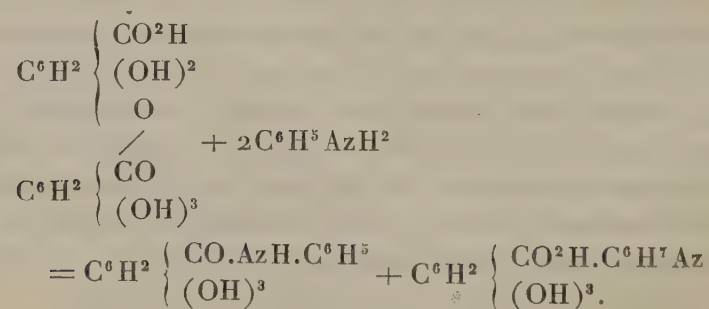 C⁶H² { CO²H
(OH)²
O
/ + 2C⁶H⁵AzH²
C⁶H² { CO
(OH)³
= C⁶H² { CO.AzH.C⁶H⁵ + C⁶H² { CO²H.C⁶H⁷Az
(OH)³ (OH)³.